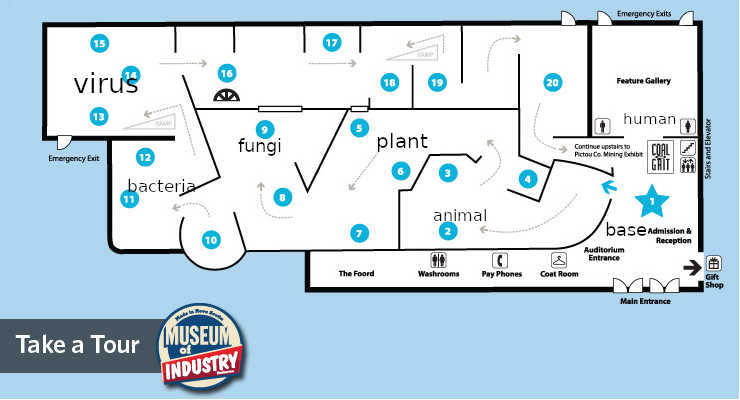 Emergency Exits
15
17
14
virus
16
RAMP
18
19
20
Feature Gallery
13
RAMP
human
9
5
plant
fungi
Continue upstairs to
Pictou Co. Mining Exhibit
COAL
&
GRIT
Stairs and Elevator
Emergency Exit
12
bacteria
11
6
3
4
8
1
animal
2
7
10
base
Admission &
Reception
Auditorium
Entrance
The Foord
Washrooms
Pay Phones
Coat Room
Gift
Shop
Main Entrance
Take a Tour
Made in Nova Scotia
MUSEUM
of
INDUSTRY